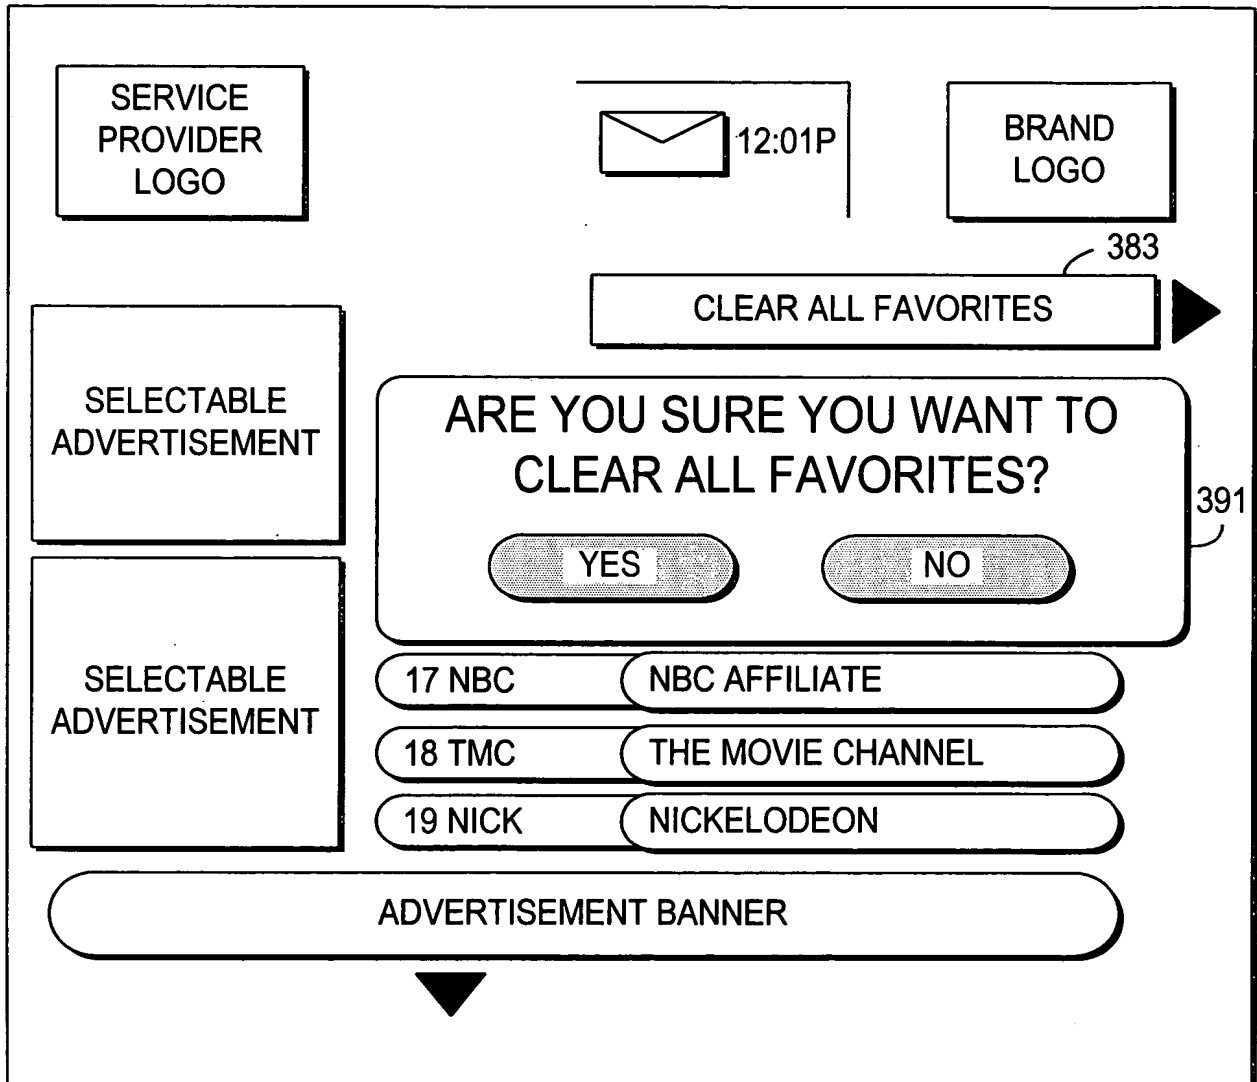 SERVICE
PROVIDER
LOGO
12:01P
BRAND
LOGO
383
CLEAR ALL FAVORITES
SELECTABLE
ADVERTISEMENT
ARE YOU SURE YOU WANT TO
CLEAR ALL FAVORITES?
391
YES NO
SELECTABLE
ADVERTISEMENT
17 NBC NBC AFFILIATE
18 TMC THE MOVIE CHANNEL
19 NICK NICKELODEON
ADVERTISEMENT BANNER